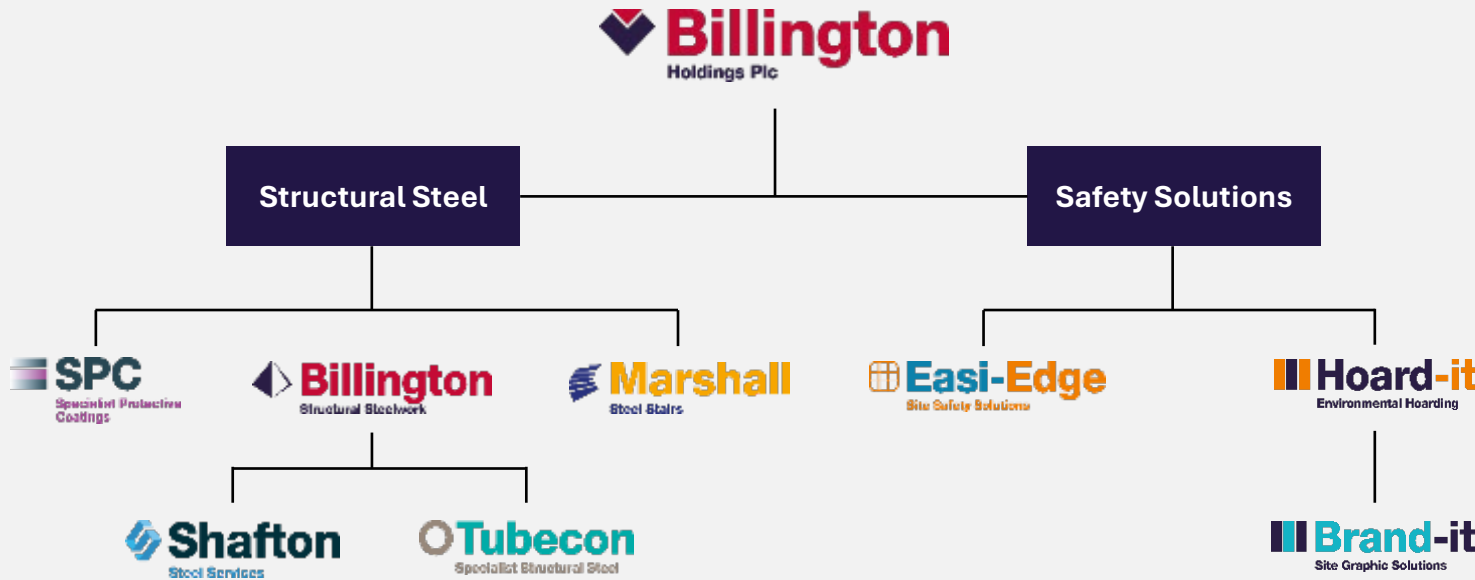 Billington
Holdings Plc
Structural Steel
Safety Solutions
SPC
Specialist Protective
Coatings
Billington
Structural Steelwork
Marshall
Steel Stairs
Easi-Edge
Site Safety Solutions
Hoard-it
Environmental Hoarding
Shafton
Steel Services
Tubecon
Specialist Structural Steel
Brand-it
Site Graphic Solutions